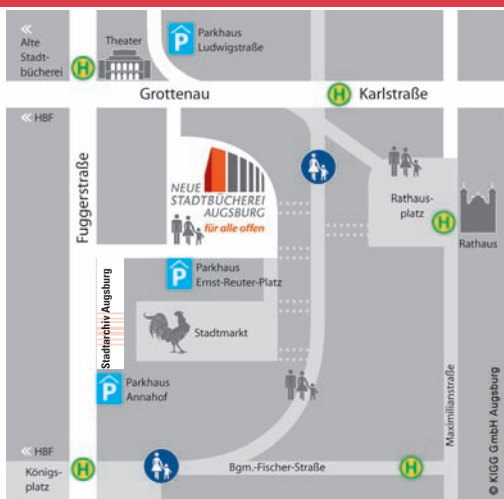 « 
Alte
Stadt-
bücherei
H
Theater
P
Parkhaus
Ludwigstraße
Grottenau
H
Karlstraße
« HBF
Fuggerstraße
NEUE
STADTBÜCHEREI
AUGSBURG
für alle offen
Rathaus-
platz
H
Rathaus
P
Parkhaus
Ernst-Reuter-Platz
Stadtarchiv Augsburg
Stadtmarkt
P
Parkhaus
Annahof
Maximilianstraße
« HBF
Königs-
platz
H
Bgm.-Fischer-Straße
H
© KIGG GmbH Augsburg